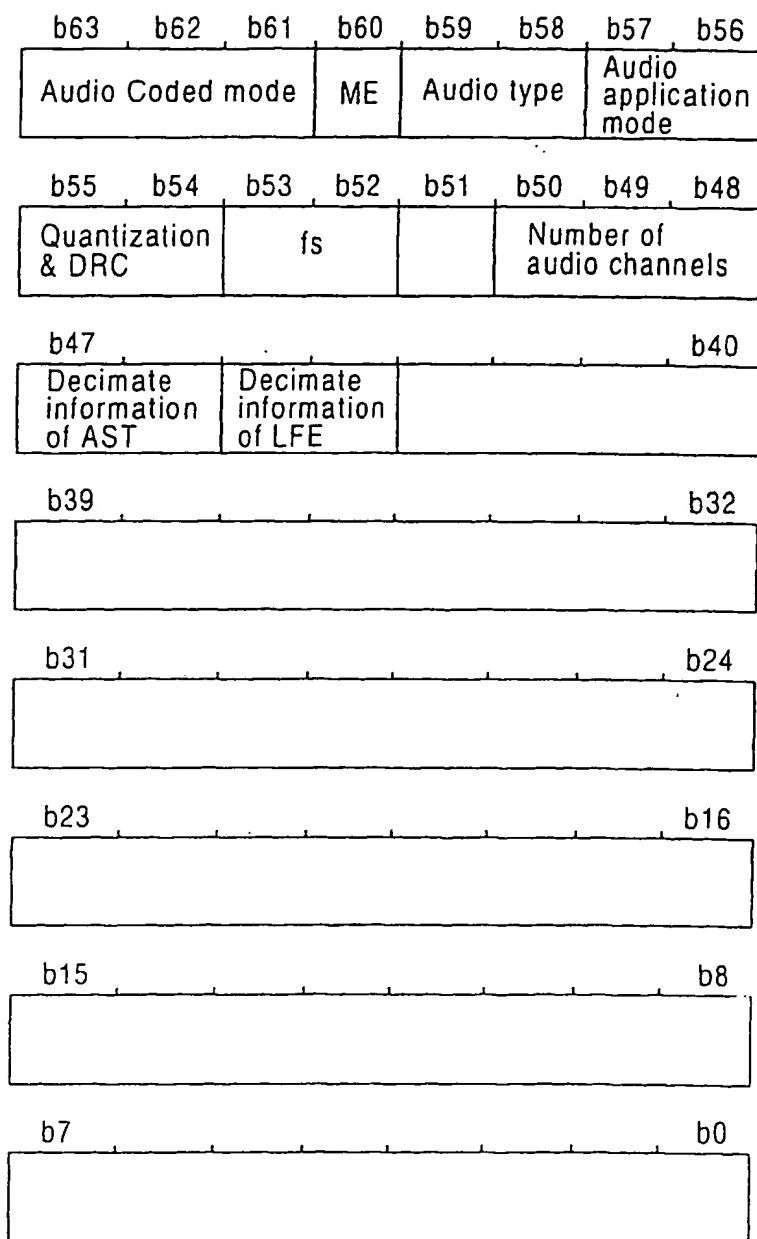 b63 b62 b61 b60 b59 b58 b57 b56
Audio Coded mode ME Audio type Audio application mode
b55 b54 b53 b52 b51 b50 b49 b48
Quantization & DRC fs Number of audio channels
b47 b40
Decimate information of AST Decimate information of LFE
b39 b32
b31 b24
b23 b16
b15 b8
b7 b0